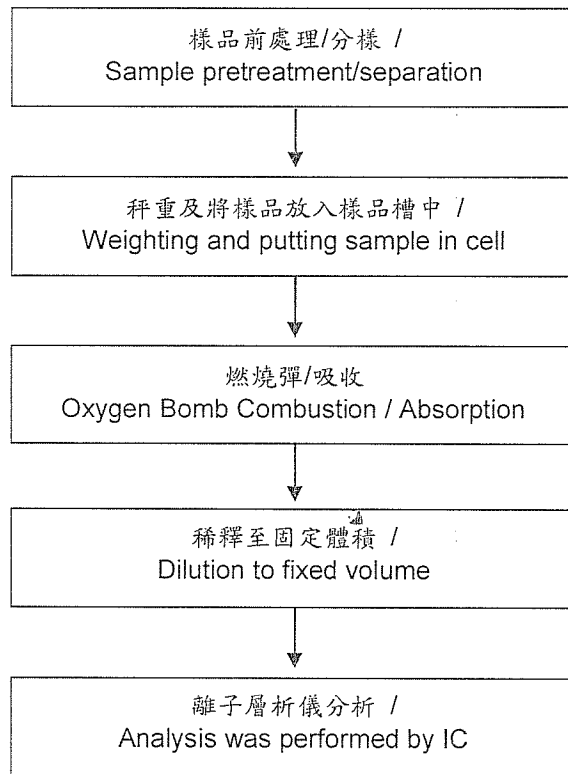 樣品前處理/分樣 /
Sample pretreatment/separation
秤重及將樣品放入樣品槽中 /
Weighting and putting sample in cell
燃燒彈/吸收
Oxygen Bomb Combustion / Absorption
稀釋至固定體積 /
Dilution to fixed volume
離子層析儀分析 /
Analysis was performed by IC